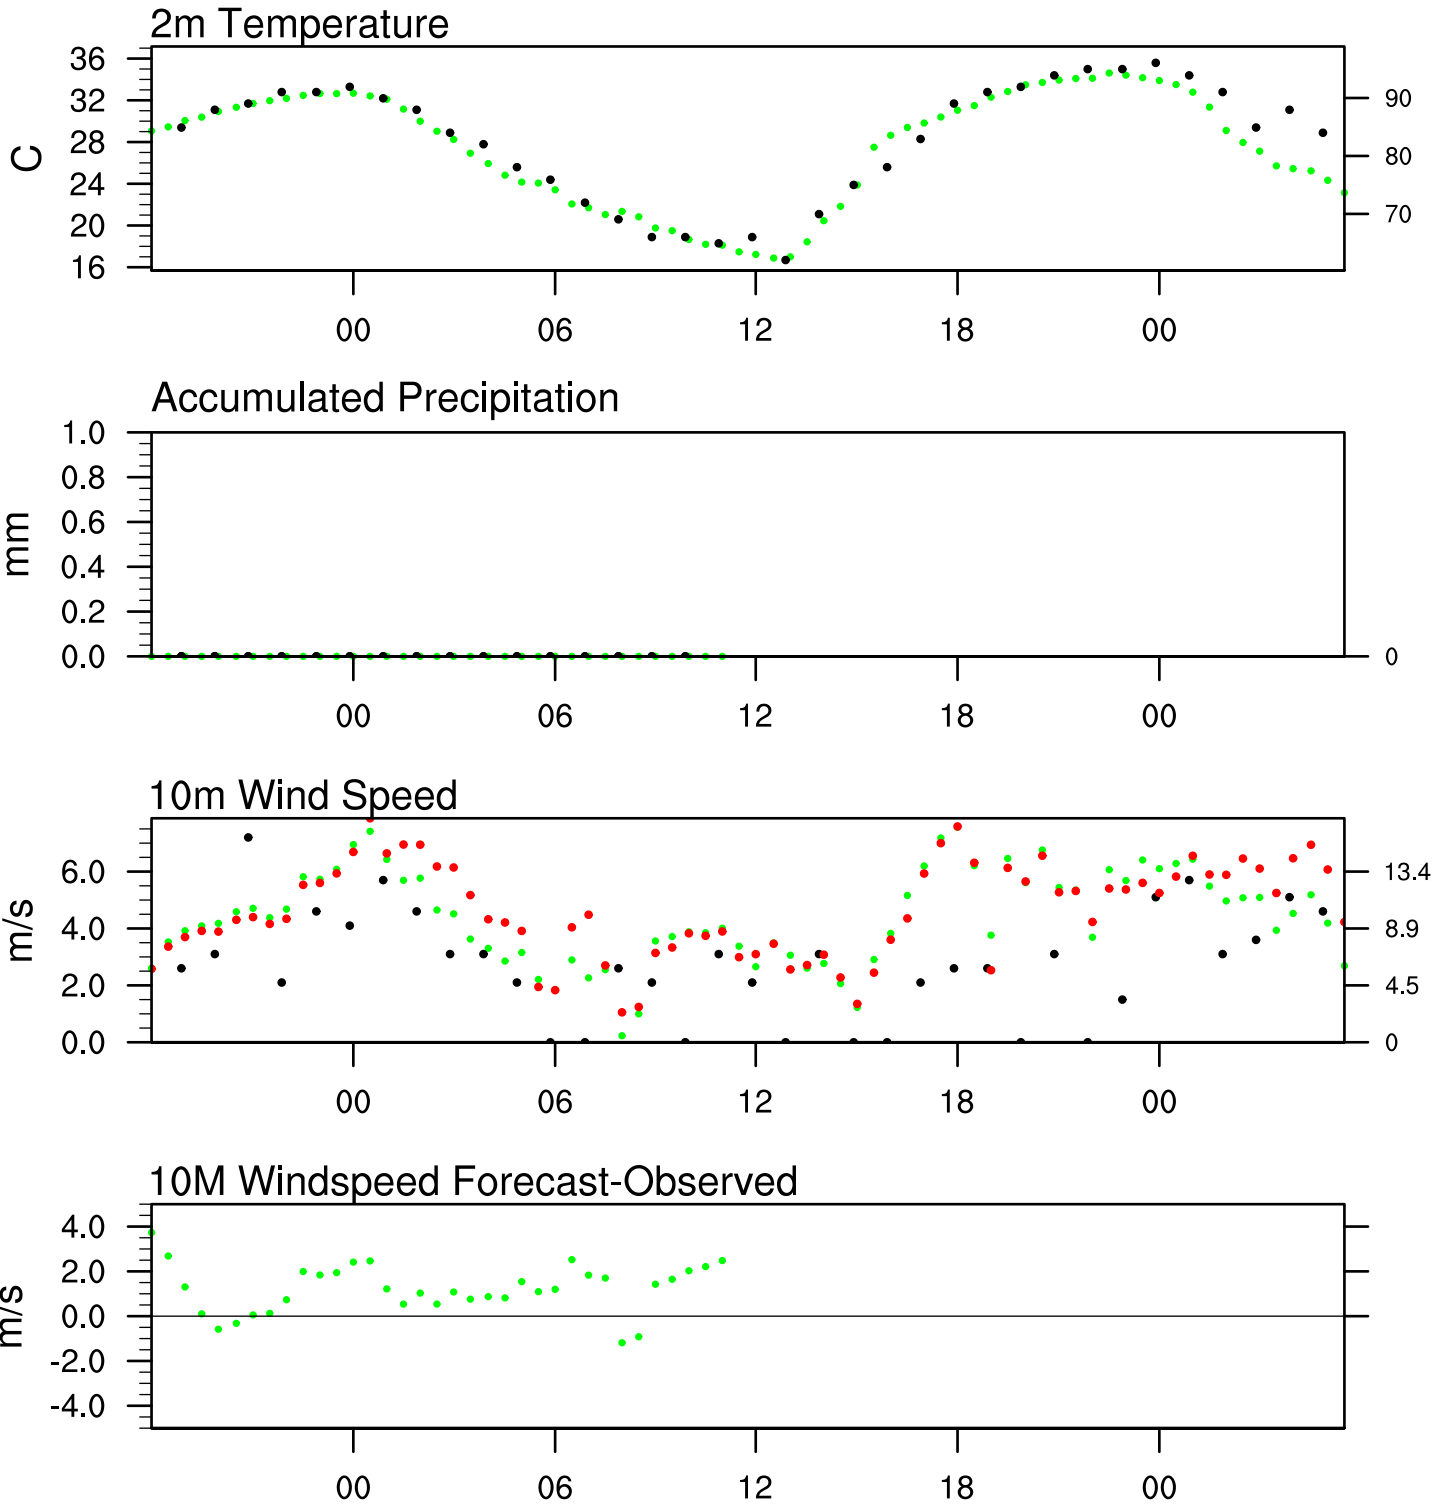 2m Temperature
36
32
28
24
20
16
C
90
80
70
00 06 12 18 00
Accumulated Precipitation
1.0
0.8
0.6
0.4
0.2
0.0
mm
0
00 06 12 18 00
10m Wind Speed
6.0
4.0
2.0
0.0
m/s
13.4
8.9
4.5
0
00 06 12 18 00
10M Windspeed Forecast-Observed
4.0
2.0
0.0
-2.0
-4.0
m/s
00 06 12 18 00